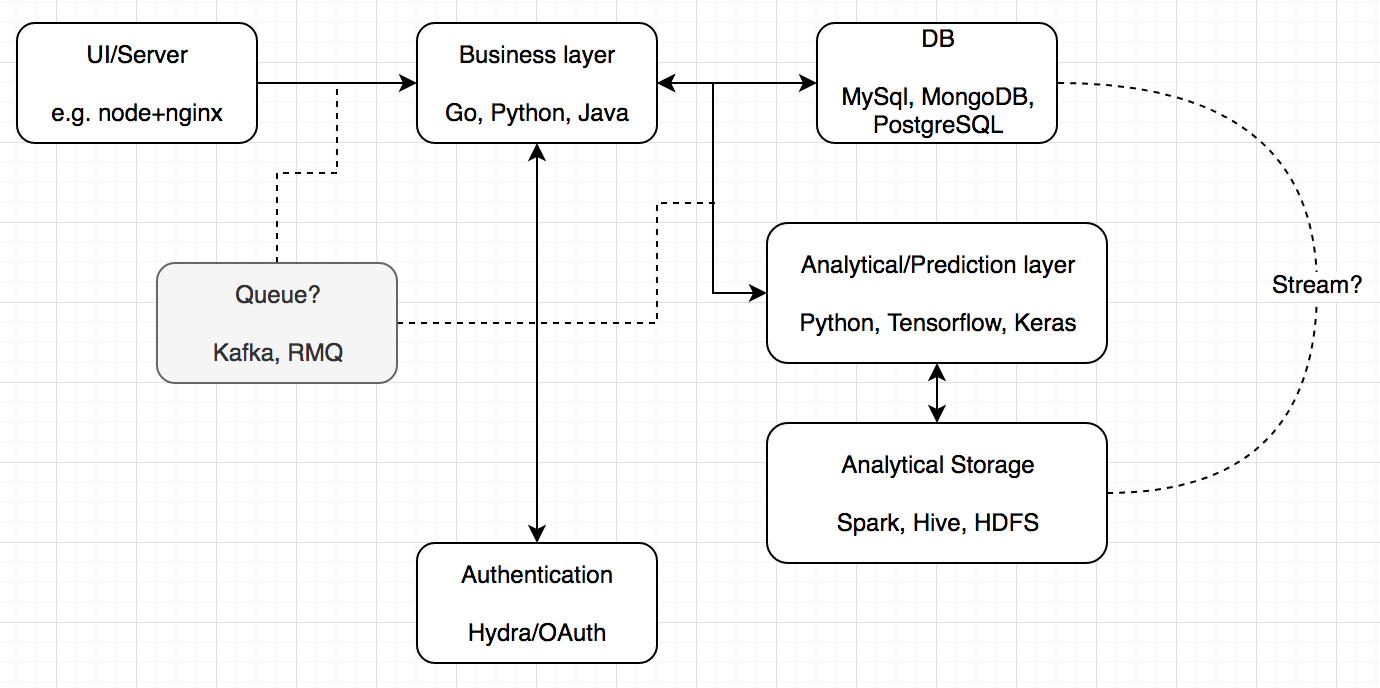 UI/Server
e.g. node+nginx
Business layer
Go, Python, Java
DB
MySql, MongoDB,
PostgreSQL
Analytical/Prediction layer
Python, Tensorflow, Keras
Stream?
Queue?
Kafka, RMQ
Analytical Storage
Spark, Hive, HDFS
Authentication
Hydra/OAuth